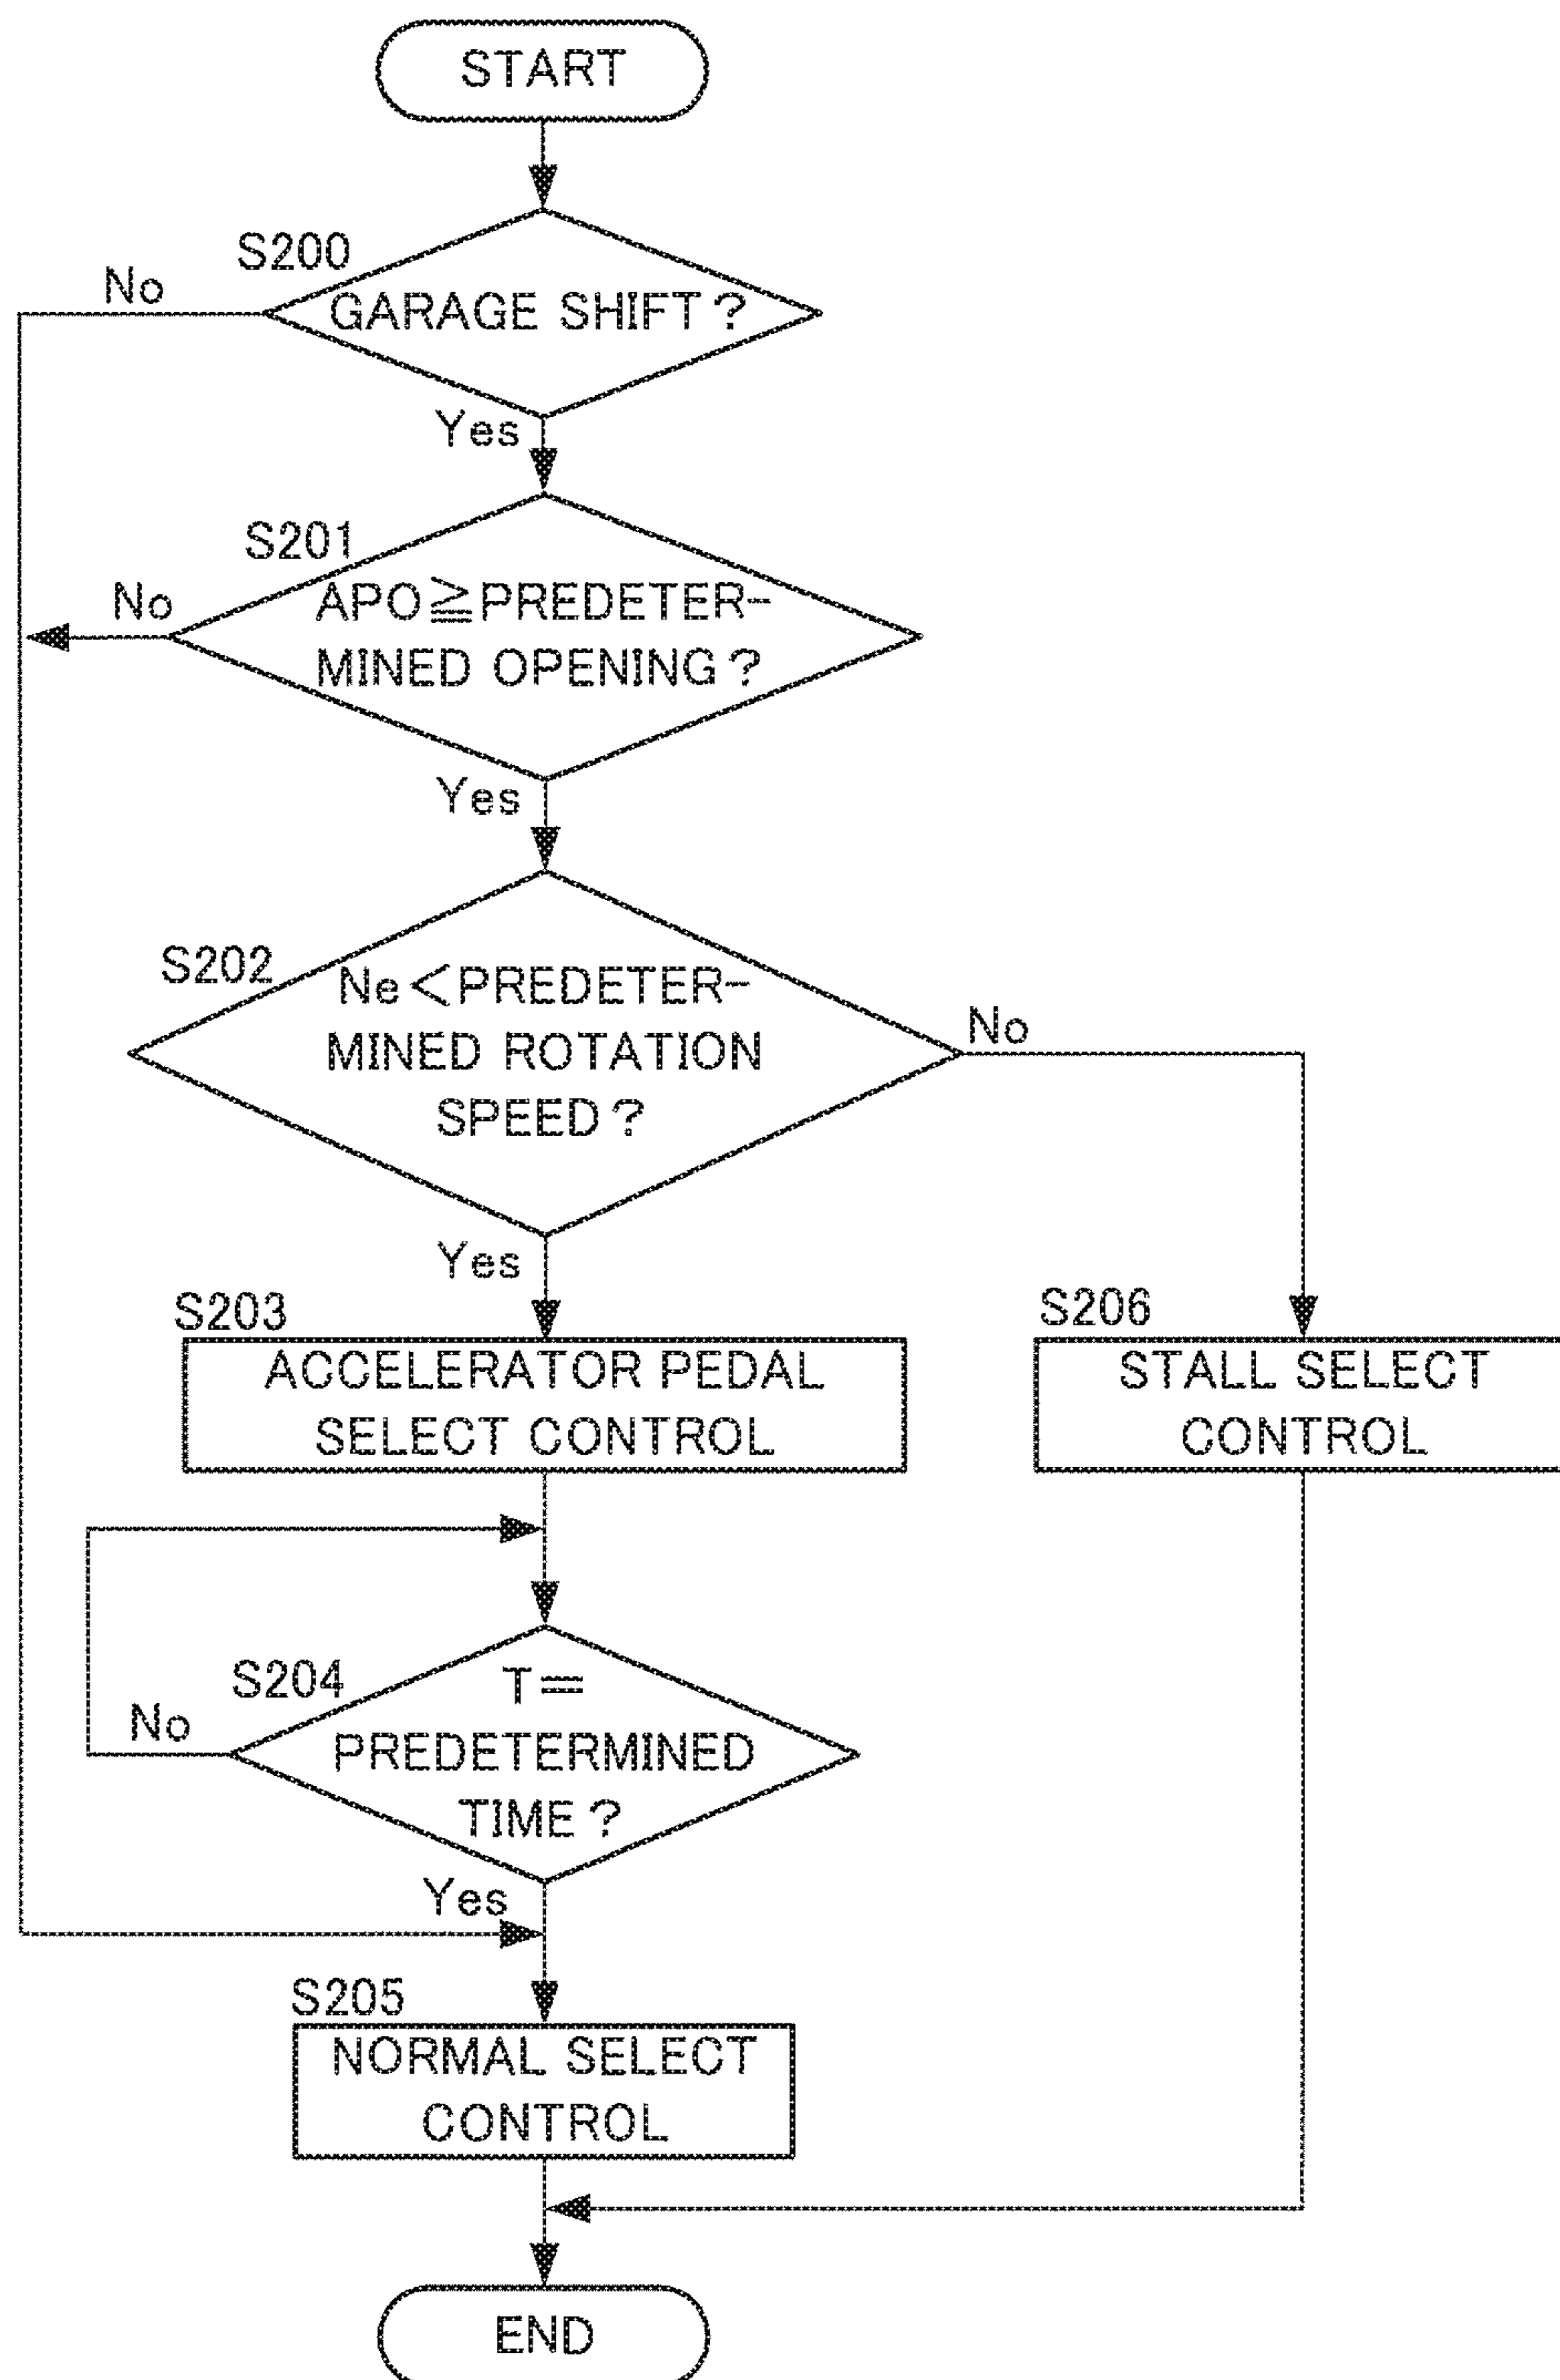 START
S200
No
GARAGE SHIFT?
Yes
S201
No
APO≧PREDETER-
MINED OPENING?
Yes
S202
Ne<PREDETER-
MINED ROTATION
SPEED?
No
Yes
S203
ACCELERATOR PEDAL
SELECT CONTROL
S206
STALL SELECT
CONTROL
S204
No
T=
PREDETERMINED
TIME?
Yes
S205
NORMAL SELECT
CONTROL
END